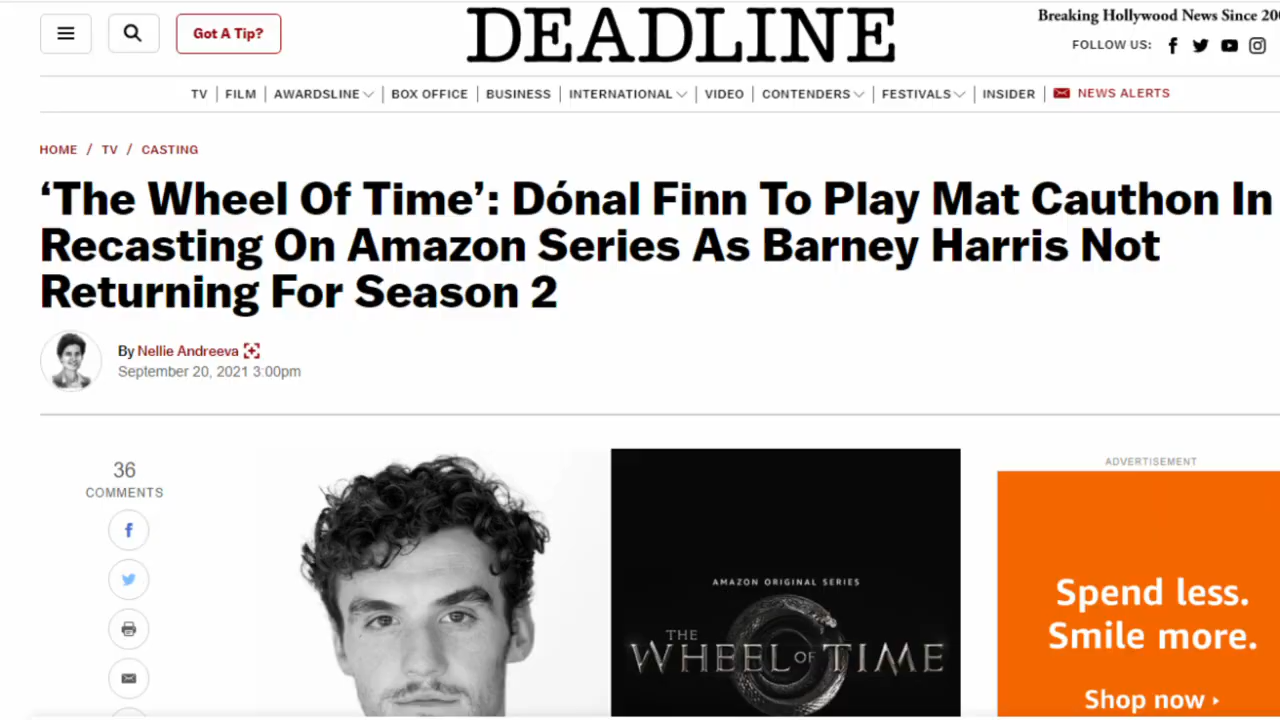 Got A Tip?
DEADLINE
Breaking Hollywood News Since
FOLLOW US:
TV | FILM | AWARDSLINE | BOX OFFICE | BUSINESS | INTERNATIONAL | VIDEO | CONTENDERS | FESTIVALS | INSIDER | NEWS ALERTS
HOME / TV / CASTING
‘The Wheel Of Time’: Dónal Finn To Play Mat Cauthon In
Recasting On Amazon Series As Barney Harris Not
Returning For Season 2
By Nellie Andreeva
September 20, 2021 3:00pm
36
COMMENTS
AMAZON ORIGINAL SERIES
THE
WHEEL OF TIME
ADVERTISEMENT
Spend less.
Smile more.
Shop now